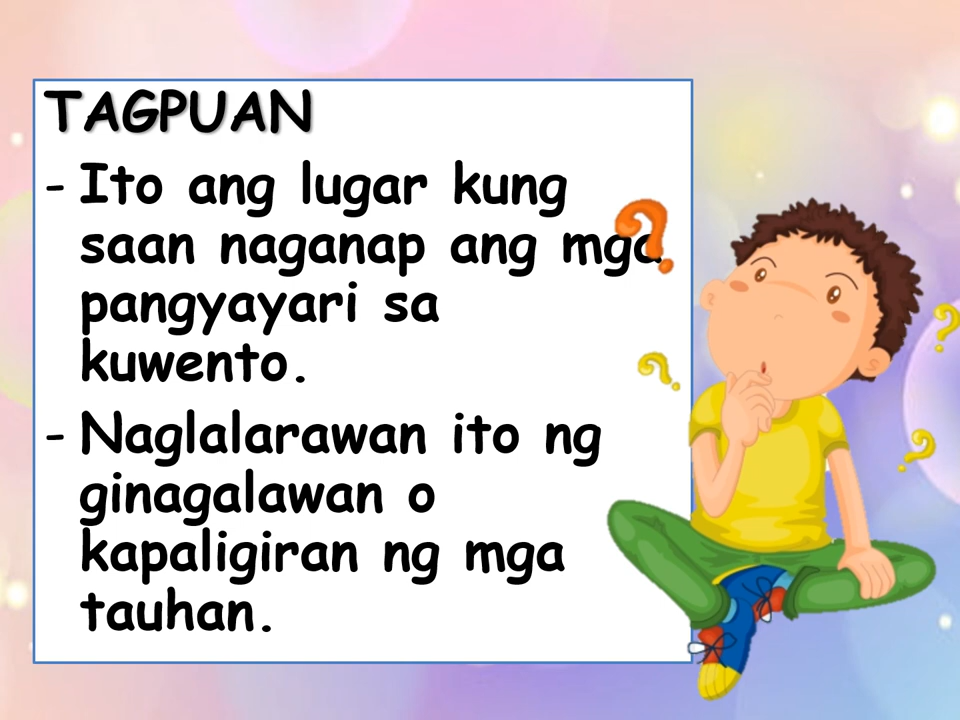 TAGPUAN
- Ito ang lugar kung
saan naganap ang mga
pangyayari sa
kuwento.
- Naglalarawan ito ng
ginagalawan o
kapaligiran ng mga
tauhan.